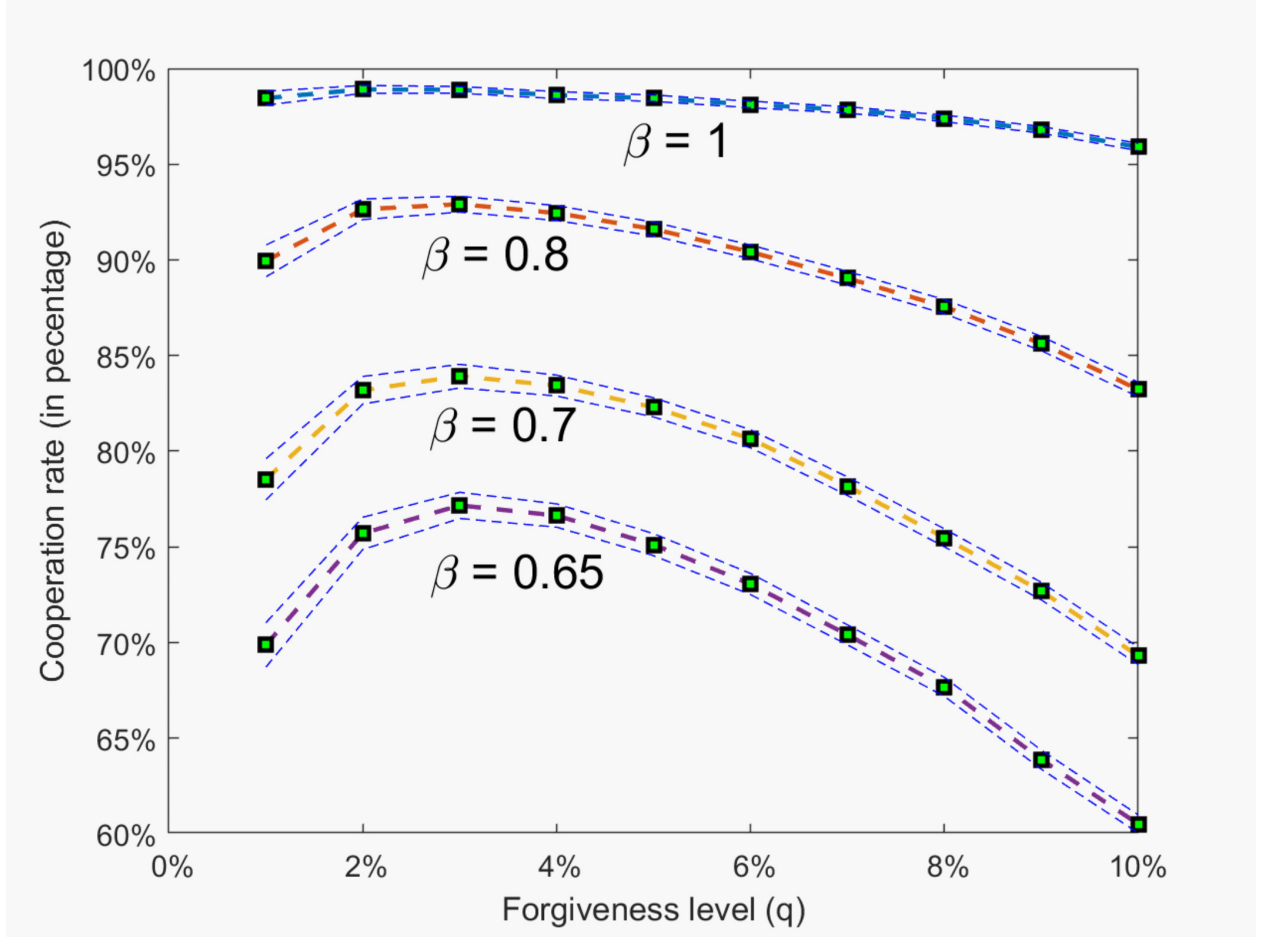 100%
95%
90%
85%
80%
75%
70%
65%
60%
Cooperation rate (in pecentage)
β = 1
β = 0.8
β = 0.7
β = 0.65
0% 2% 4% 6% 8% 10%
Forgiveness level (q)